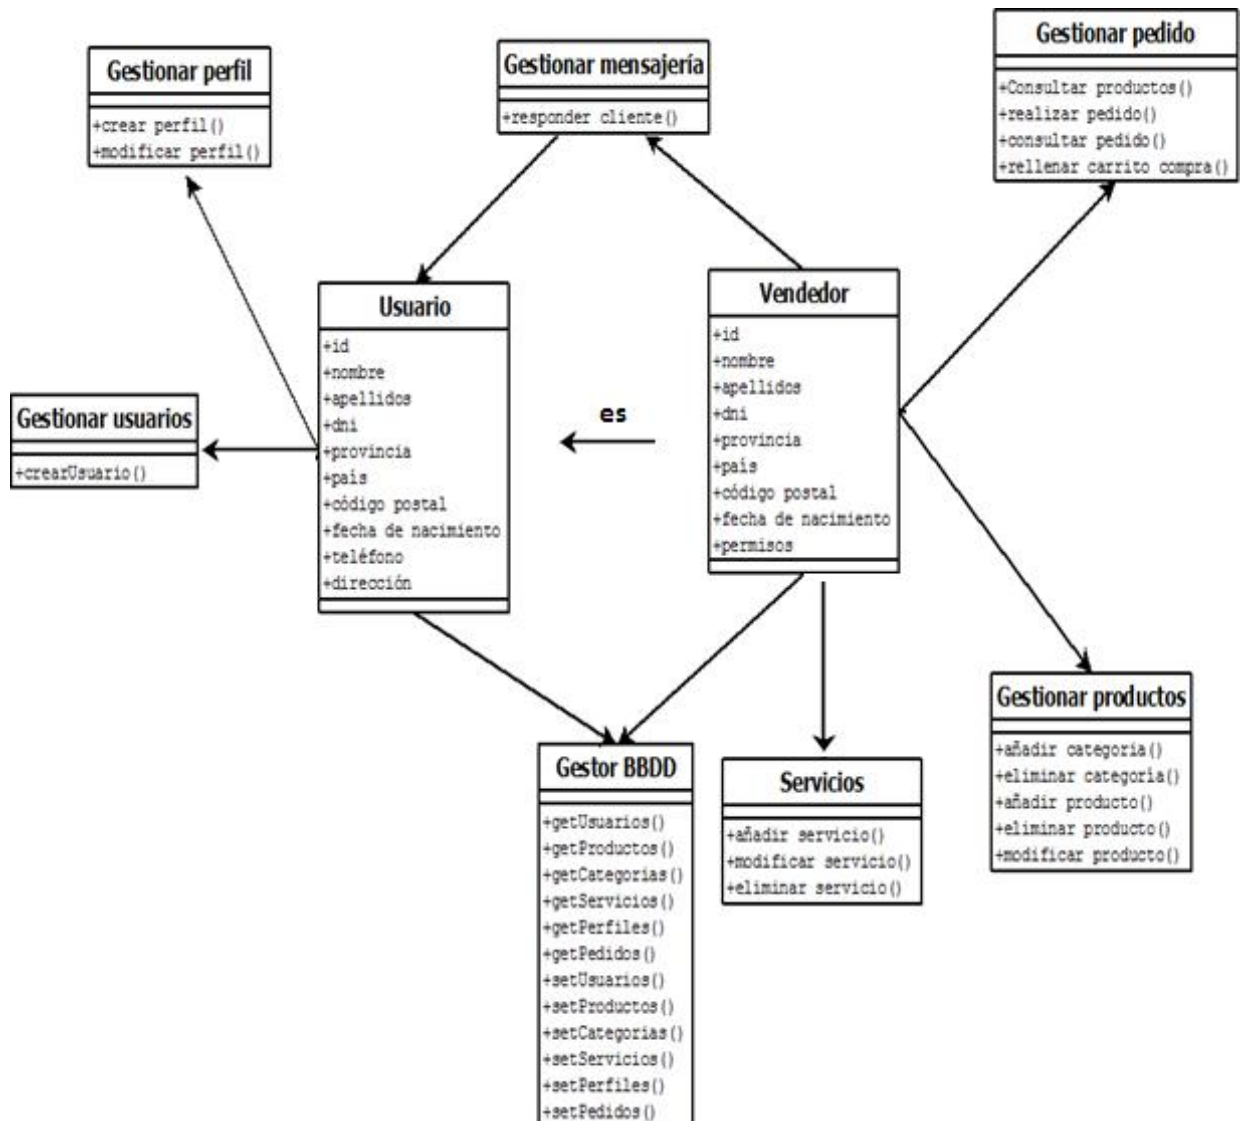 Gestionar perfil
+crear perfil()
+modificar perfil()
Gestionar mensajería
+responder cliente()
Gestionar pedido
+Consultar productos()
+realizar pedido()
+consultar pedido()
+rellenar carrito compra()
Gestionar usuarios
+crearUsuario()
Usuario
+id
+nombre
+apellidos
+dni
+provincia
+país
+código postal
+fecha de nacimiento
+teléfono
+dirección
es
Vendedor
+id
+nombre
+apellidos
+dni
+provincia
+país
+código postal
+fecha de nacimiento
+permisos
Gestor BBDD
+getUsuarios()
+getProductos()
+getCategorias()
+getServicios()
+getPerfiles()
+getPedidos()
+setUsuarios()
+setProductos()
+setCategorias()
+setServicios()
+setPerfiles()
+setPedidos()
Servicios
+añadir servicio()
+modificar servicio()
+eliminar servicio()
Gestionar productos
+añadir categoría()
+eliminar categoría()
+añadir producto()
+eliminar producto()
+modificar producto()